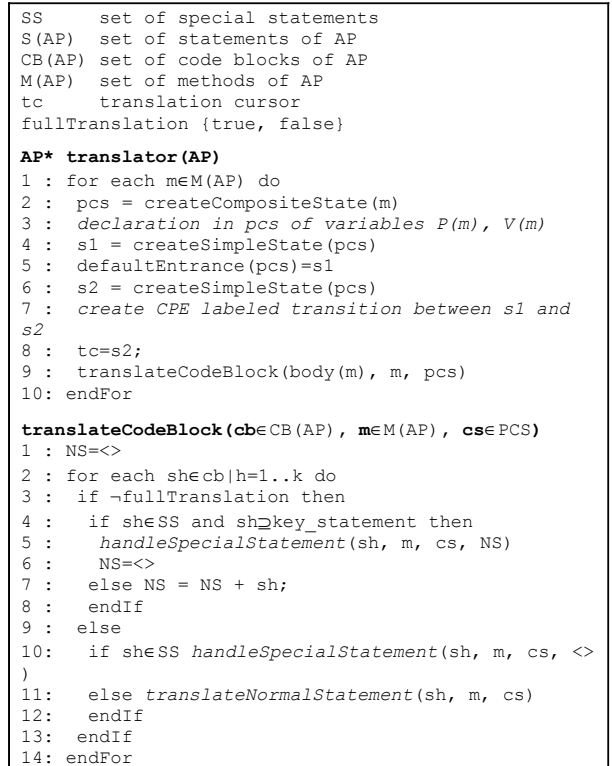 SS      set of special statements
S(AP)  set of statements of AP
CB(AP) set of code blocks of AP
M(AP)  set of methods of AP
tc      translation cursor
fullTranslation {true, false}
AP* translator(AP)
1 : for each m∈M(AP) do
2 :  pcs = createCompositeState(m)
3 :  declaration in pcs of variables P(m), V(m)
4 :  s1 = createSimpleState(pcs)
5 :  defaultEntrance(pcs)=s1
6 :  s2 = createSimpleState(pcs)
7 :  create CPE labeled transition between s1 and
s2
8 :  tc=s2;
9 :  translateCodeBlock(body(m), m, pcs)
10: endFor
translateCodeBlock(cb∈CB(AP), m∈M(AP), cs∈PCS)
1 : NS=<>
2 : for each sh∈cb|h=1..k do
3 :  if ¬fullTranslation then
4 :   if sh∈SS and sh⊇key_statement then
5 :    handleSpecialStatement(sh, m, cs, NS)
6 :    NS=<>
7 :   else NS = NS + sh;
8 :   endIf
9 :  else
10:   if sh∈SS handleSpecialStatement(sh, m, cs, <>
)
11:   else translateNormalStatement(sh, m, cs)
12:   endIf
13:  endIf
14: endFor